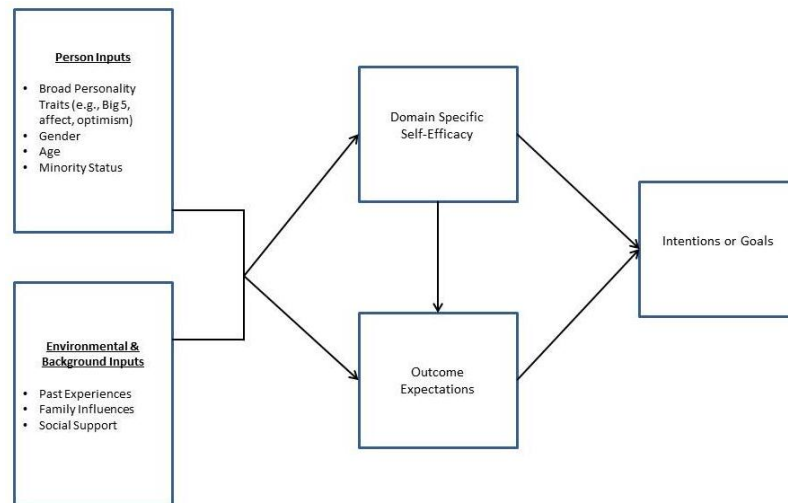 Person Inputs
• Broad Personality
Traits (e.g., Big 5,
affect, optimism)
• Gender
• Age
• Minority Status
Environmental &
Background Inputs
• Past Experiences
• Family Influences
• Social Support
Domain Specific
Self-Efficacy
Outcome
Expectations
Intentions or Goals